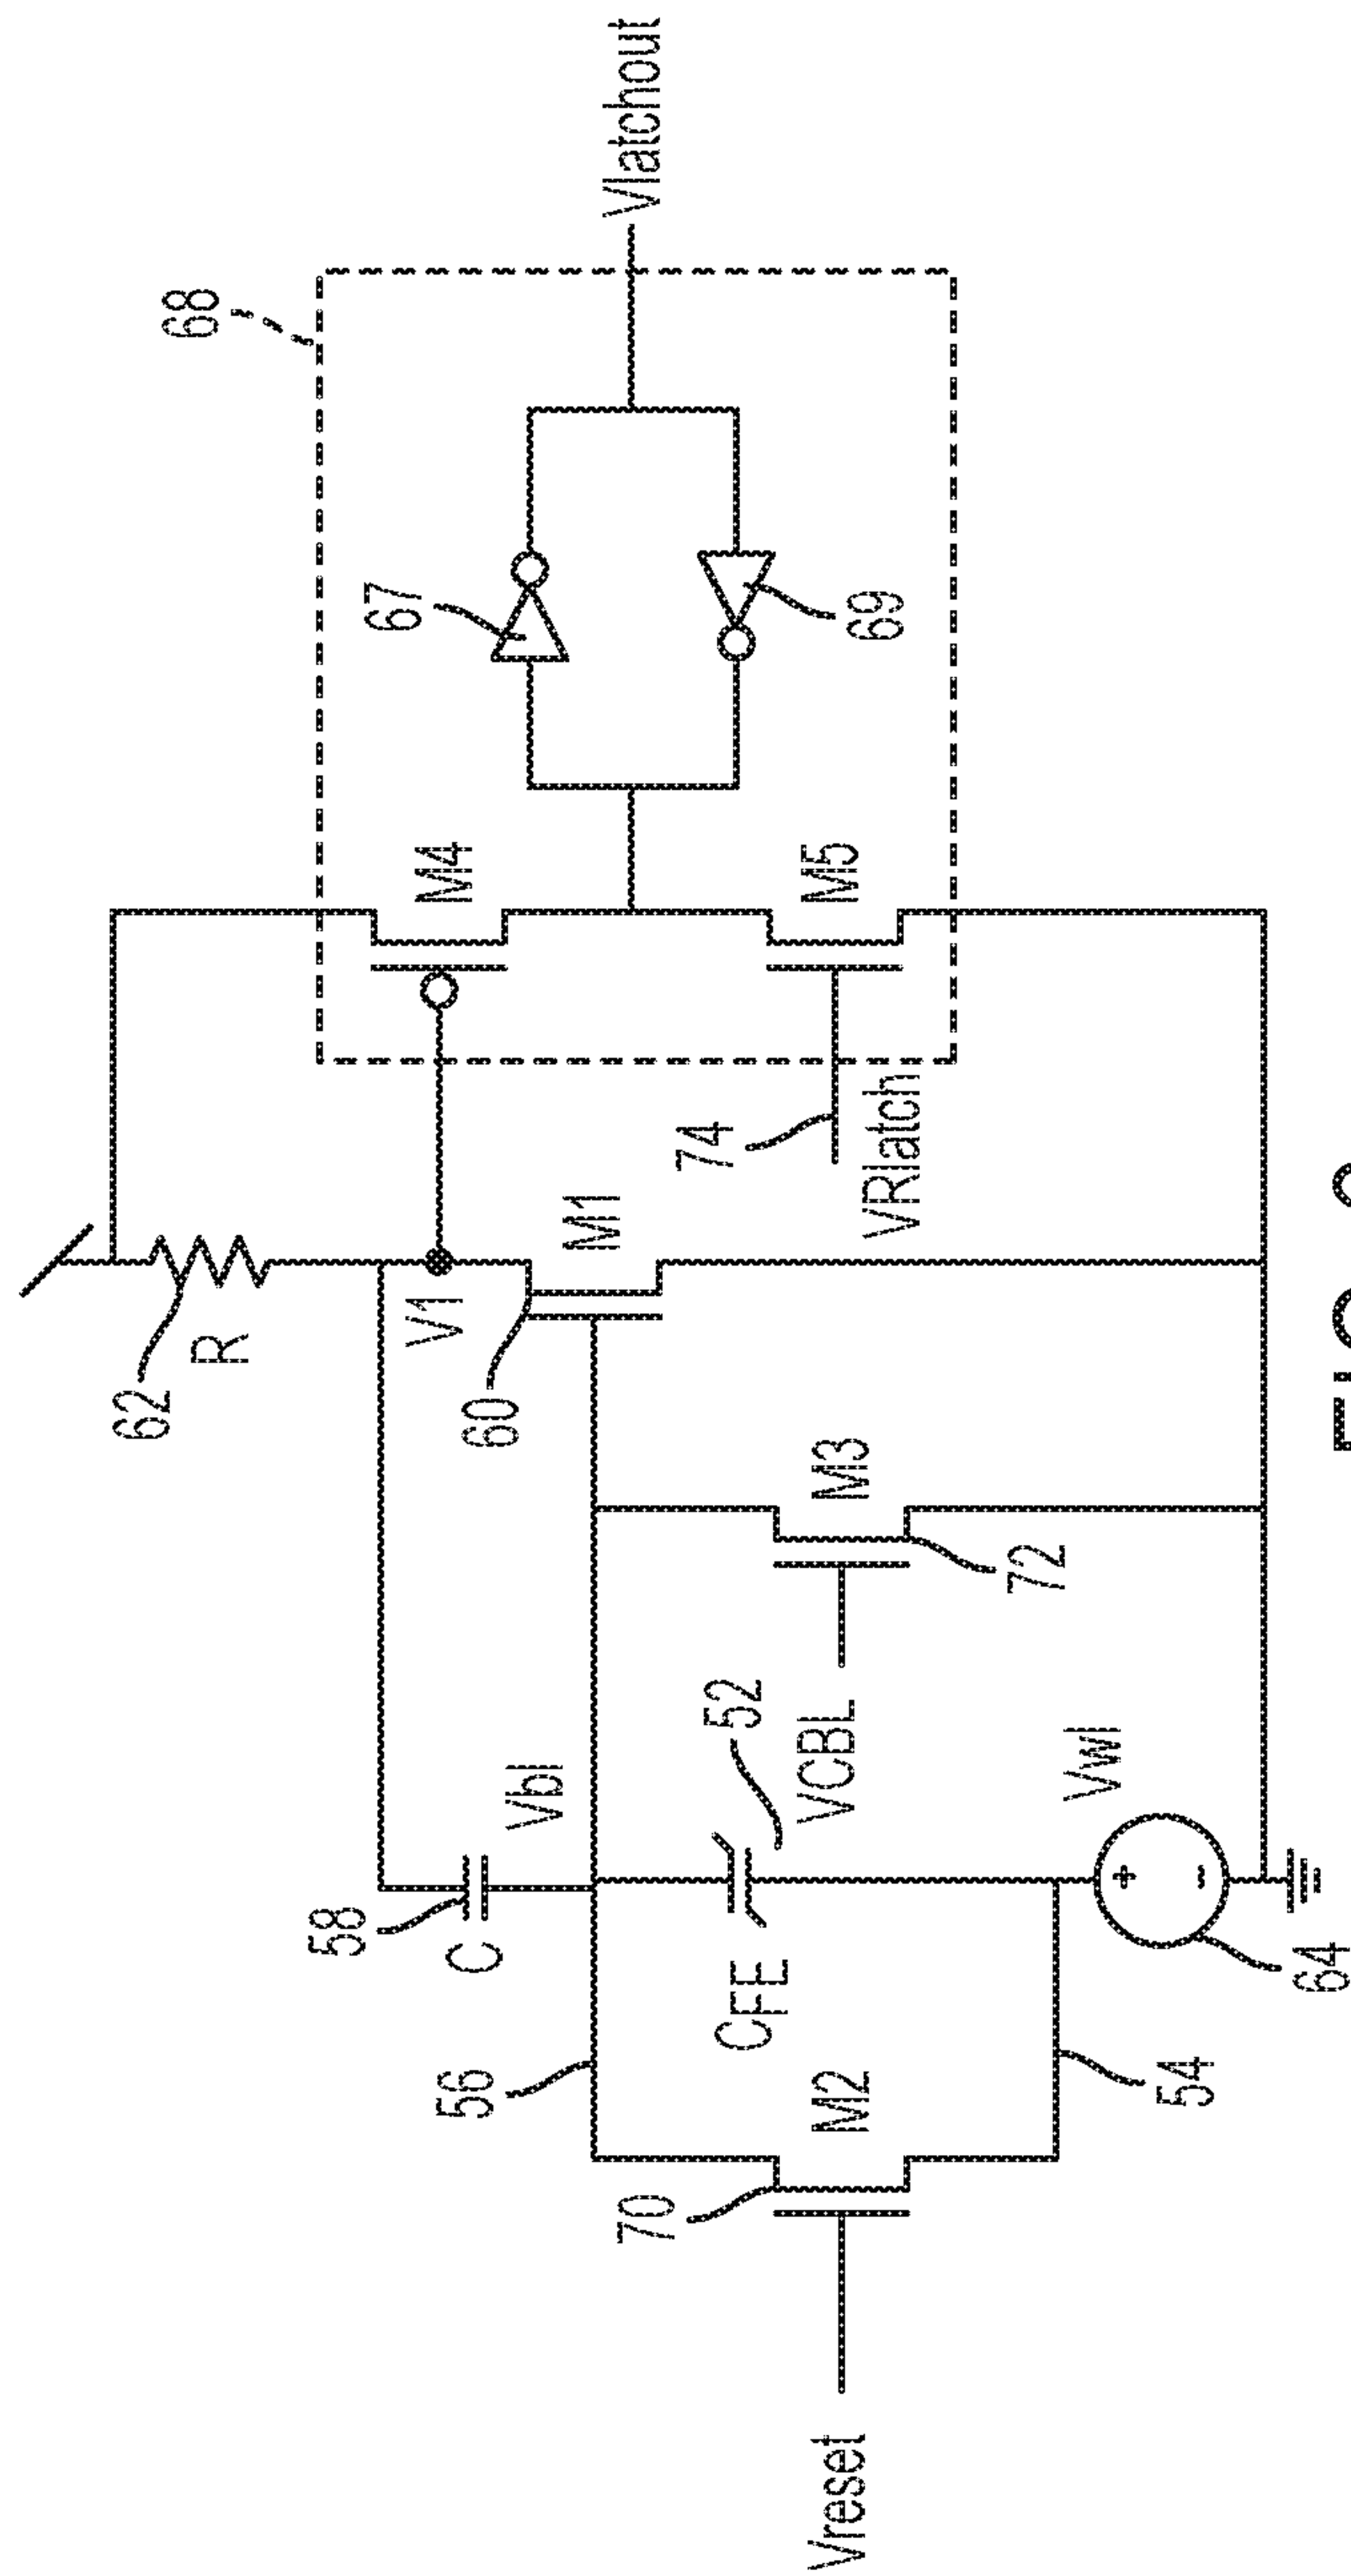 62
R
68
Vlatchout
67
M4
V1
60
M1
69
M5
74
VRlatch
58
C
Vbl
56
52
CFE
M3
VCBL
72
70
M2
Vreset
Vwl
54
64